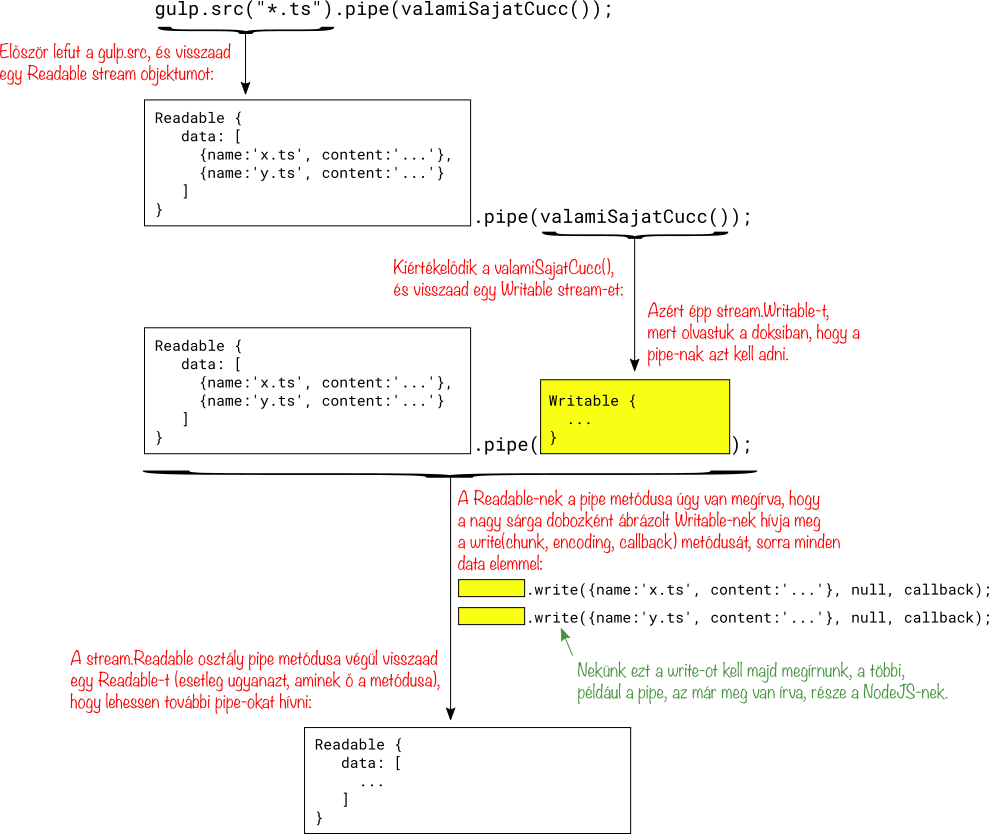 gulp.src("*.ts").pipe(valamiSajatCucc());
Először lefut a gulp.src, és visszaad
egy Readable stream objektumot:
Readable {
data: [
{name:'x.ts', content:'...'},
{name:'y.ts', content:'...'}
]
}
.pipe(valamiSajatCucc());
Kiértékelődik a valamiSajatCucc(),
és visszaad egy Writable stream-et:
Azért épp stream.Writable-t,
mert olvastuk a doksiban, hogy a
pipe-nak azt kell adni.
Readable {
data: [
{name:'x.ts', content:'...'},
{name:'y.ts', content:'...'}
]
}
.pipe(
Writable {
...
}
);
A Readable-nek a pipe metódusa úgy van megírva, hogy
a nagy sárga dobozként ábrázolt Writable-nek hívja meg
a write(chunk, encoding, callback) metódusát, sorra minden
data elemmel:
.write({name:'x.ts', content:'...'}, null, callback);
.write({name:'y.ts', content:'...'}, null, callback);
Nekünk ezt a write-ot kell majd megírnunk, a többi,
például a pipe, az már meg van írva, része a NodeJS-nek.
A stream.Readable osztály pipe metódusa végül visszaad
egy Readable-t (esetleg ugyanazt, aminek ő a metódusa),
hogy lehessen további pipe-okat hívni:
Readable {
data: [
...
]
}